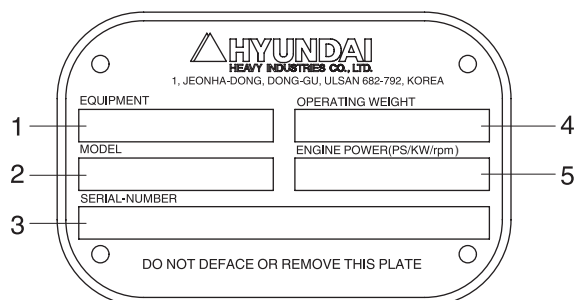 HYUNDAI
HEAVY INDUSTRIES CO., LTD.
1, JEONHA-DONG, DONG-GU, ULSAN 682-792, KOREA
EQUIPMENT OPERATING WEIGHT
1 4
MODEL ENGINE POWER(PS/KW/rpm)
2 5
SERIAL-NUMBER
3
DO NOT DEFACE OR REMOVE THIS PLATE